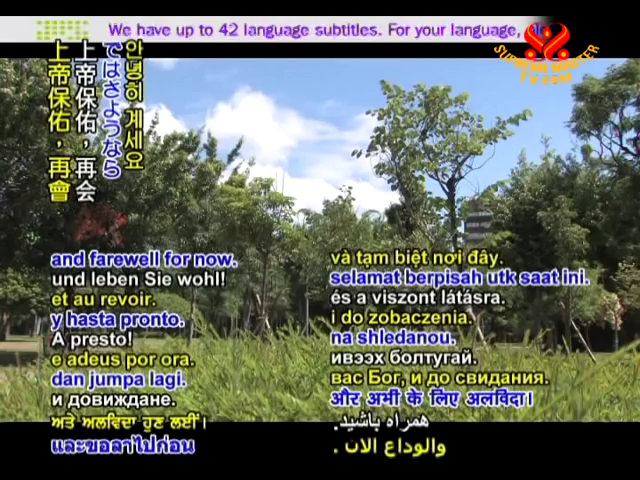 We have up to 42 language subtitles. For your language,
SUPREME MASTER
TV.COM
안녕히 계세요
ではさようなら
上帝保佑，再会
上帝保佑，再會
and farewell for now.
und leben Sie wohl!
et au revoir.
y hasta pronto.
A presto!
e adeus por ora.
dan jumpa lagi.
и довиждане.
ਅਤੇ ਅਲਵਿਦਾ ਹੁਣ ਲਈ।
และขอลาไปก่อน
và tạm biệt nơi đây.
selamat berpisah utk saat ini.
és a viszont látásra.
i do zobaczenia.
na shledanou.
ивээх болтугай.
вас Бог, и до свидания.
और अभी के लिए अलविदा।
همراه باشید.
والوداع الان .